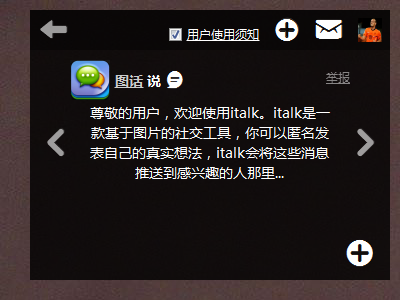 用户使用须知
图话 说
举报
尊敬的用户，欢迎使用italk。italk是一
款基于图片的社交工具，你可以匿名发
表自己的真实想法，italk会将这些消息
推送到感兴趣的人那里...